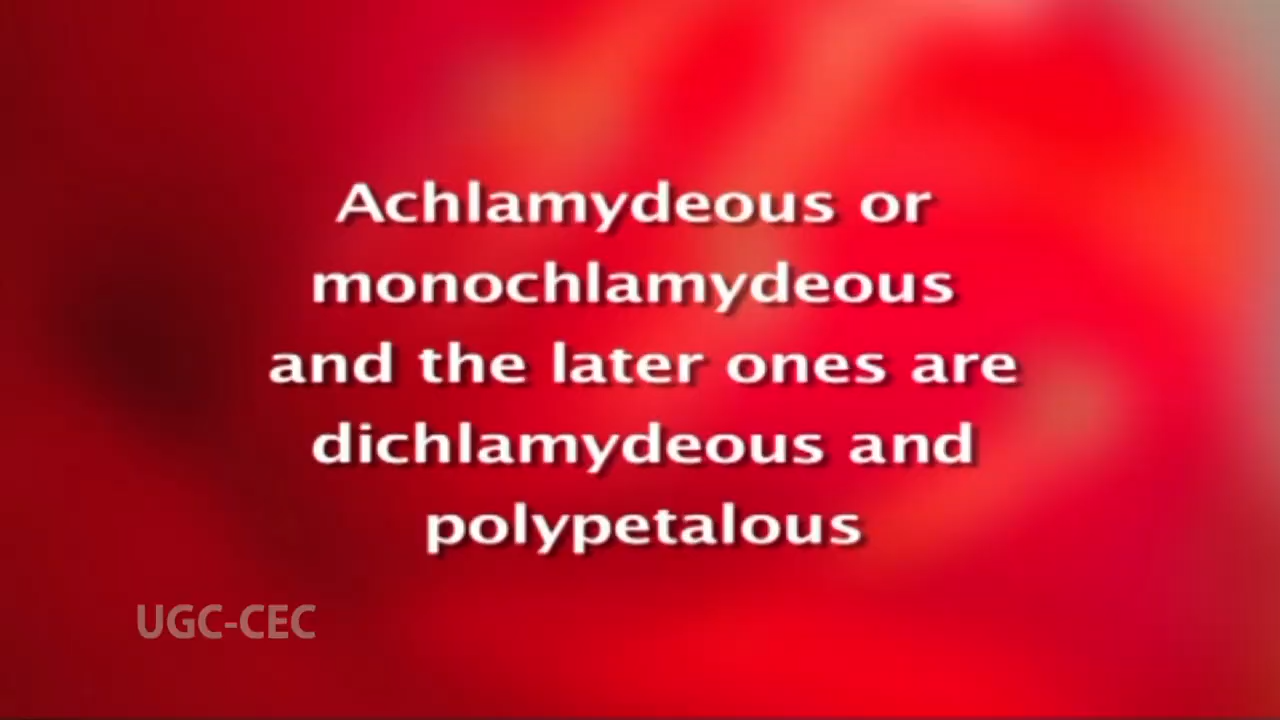 Achlamydeous or
monochlamydeous
and the later ones are
dichlamydeous and
polypetalous
UGC-CEC